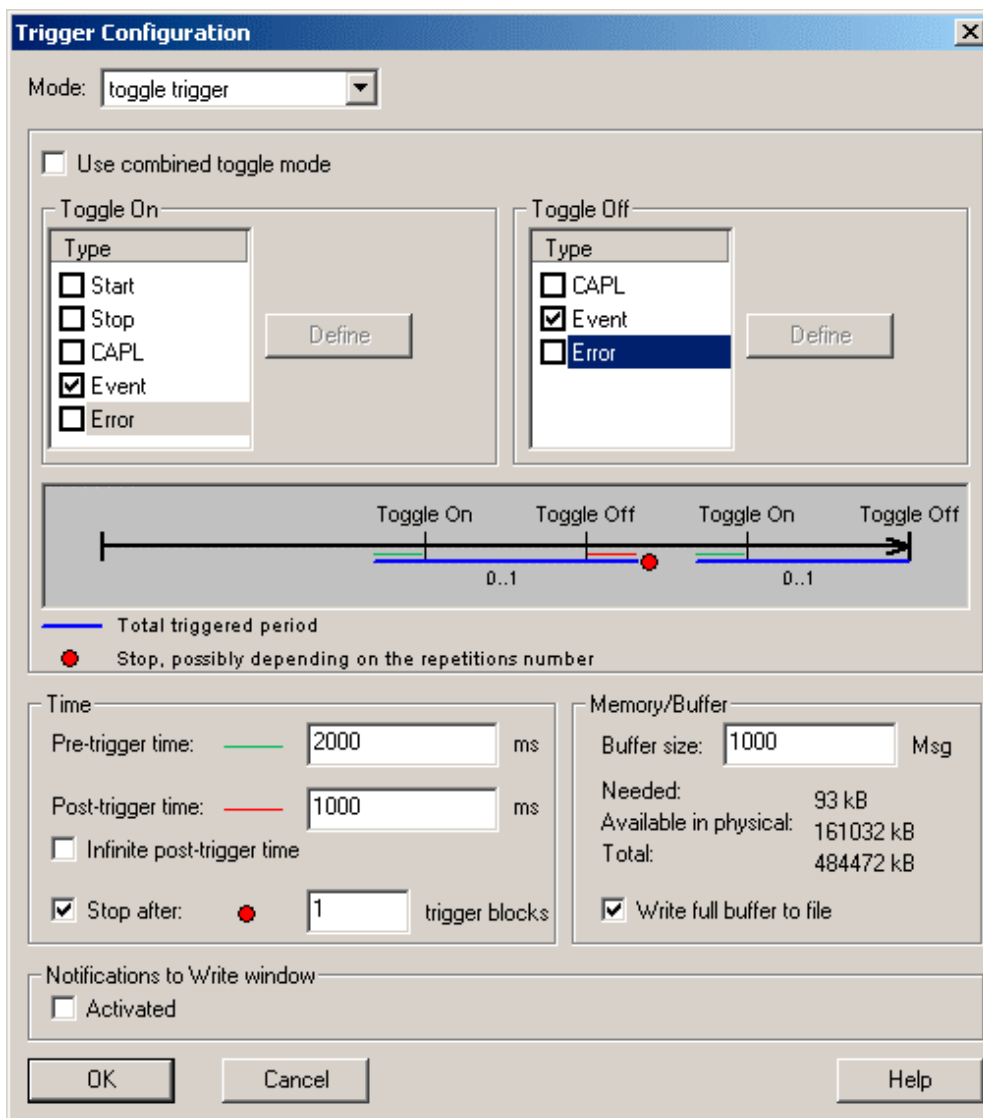 Trigger Configuration
Mode: toggle trigger
Use combined toggle mode
Toggle On
Type
Start
Stop
CAPL
Event
Error
Define
Toggle Off
Type
CAPL
Event
Error
Define
Toggle On Toggle Off Toggle On Toggle Off
0..1 0..1
Total triggered period
Stop, possibly depending on the repetitions number
Time
Pre-trigger time: 2000 ms
Post-trigger time: 1000 ms
Infinite post-trigger time
Stop after: 1 trigger blocks
Memory/Buffer
Buffer size: 1000 Msg
Needed: 93 kB
Available in physical: 161032 kB
Total: 484472 kB
Write full buffer to file
Notifications to Write window
Activated
OK Cancel Help